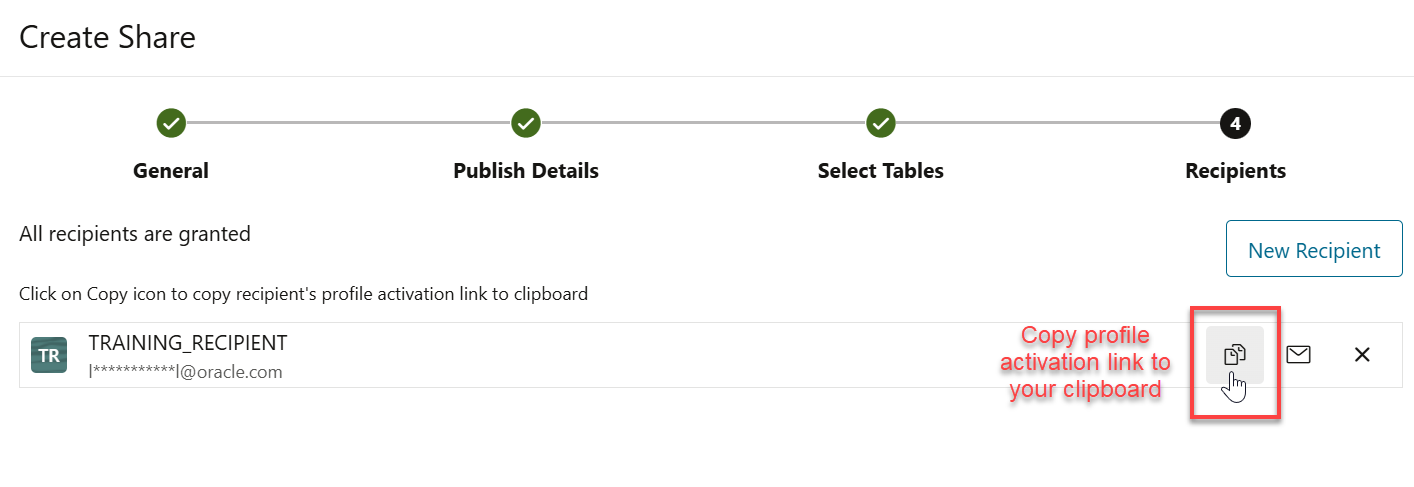 Create Share
4
General
Publish Details
Select Tables
Recipients
All recipients are granted
New Recipient
Click on Copy icon to copy recipient's profile activation link to clipboard
TR
TRAINING_RECIPIENT
l***********l@oracle.com
Copy profile
activation link to
your clipboard